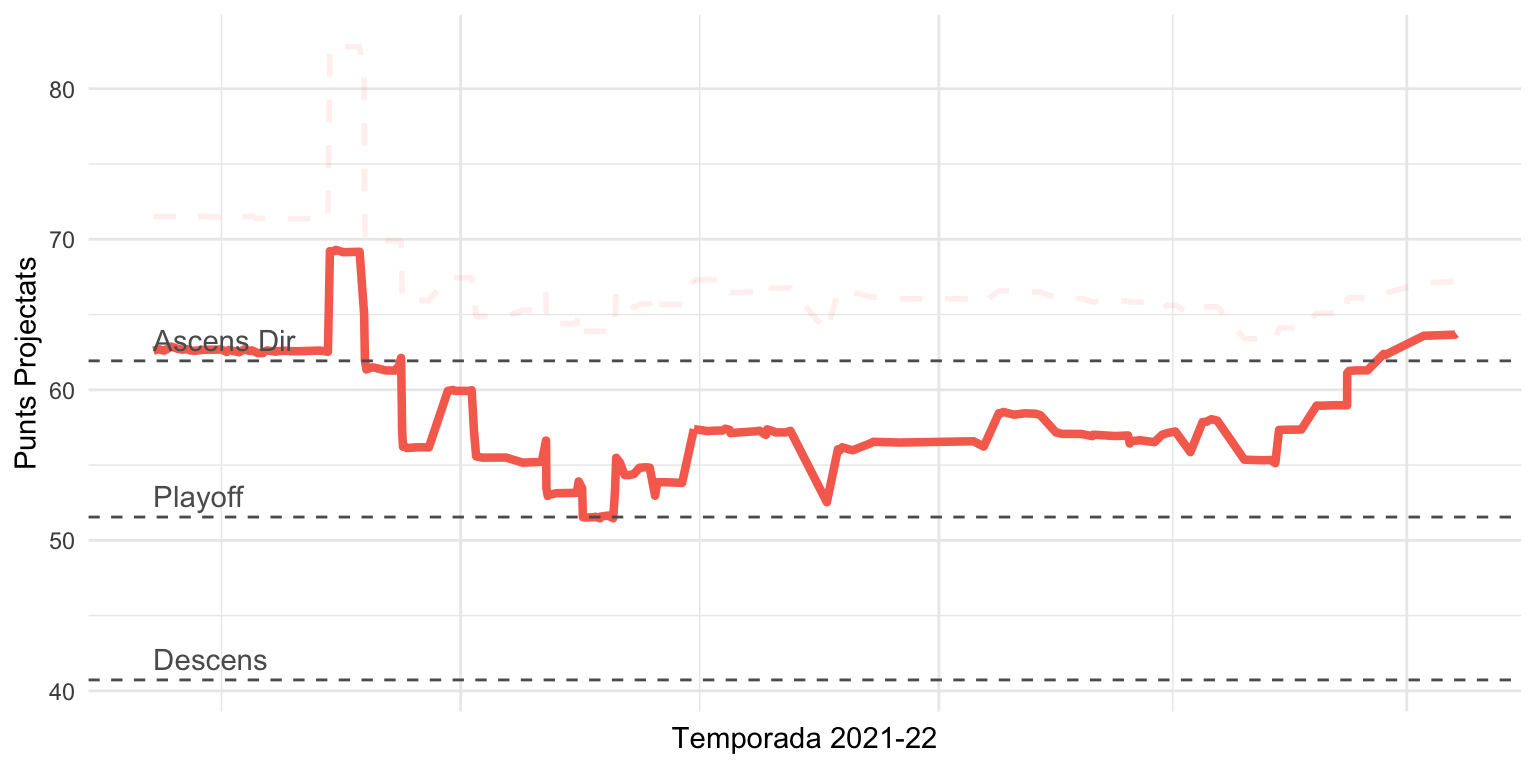 80
70
60
50
40
Punts Projectats
Ascens Dir
Playoff
Descens
Temporada 2021-22